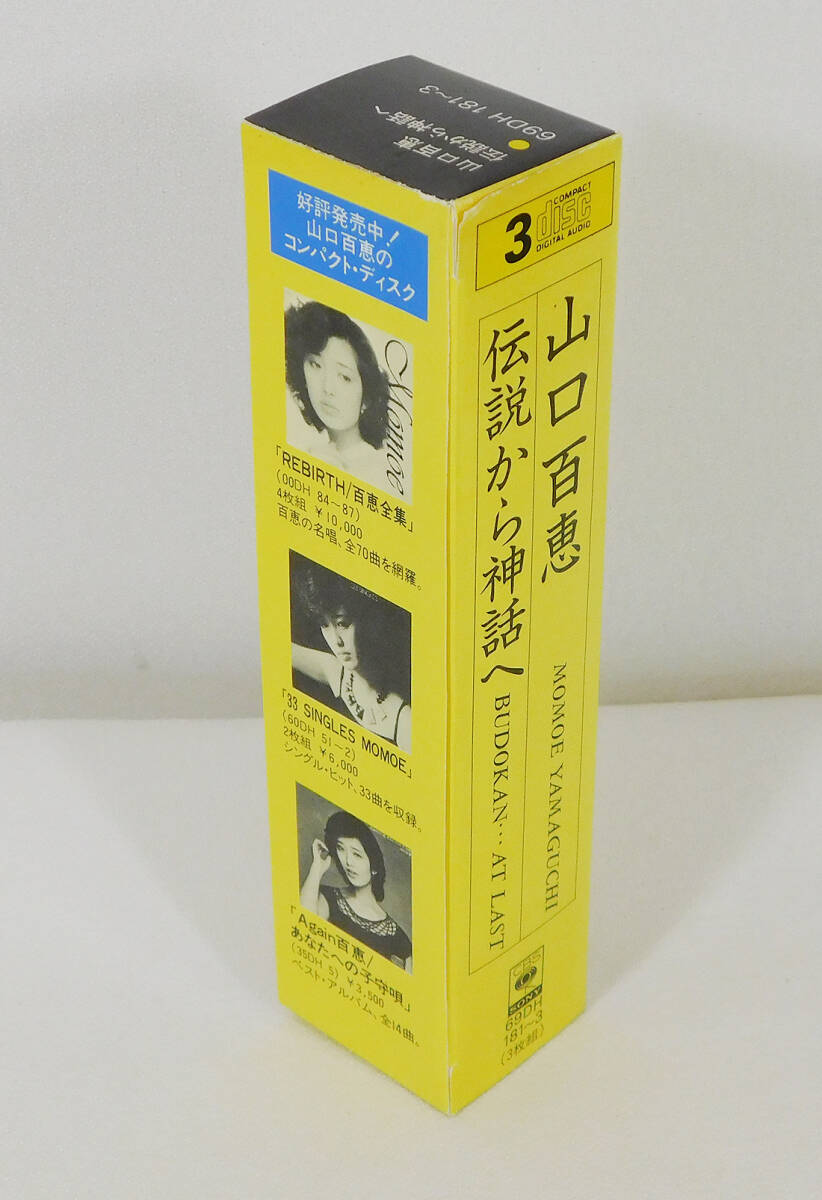 山口百恵
伝説から神話へ
69DH 181~3
好評発売中!
山口百恵の
コンパクト・ディスク
Momoe
「REBIRTH/百恵全集」
(00DH 84~87)
4枚組 ¥10,000
百恵の名唱、全70曲を網羅。
「33 SINGLES MOMOE」
(60DH 51~2)
2枚組 ¥6,000
シングル・ヒット、33曲を収録。
「Again百恵/
あなたへの子守唄」
(35DH 5) ¥3,500
ベスト・アルバム、全14曲。
3
COMPACT
disc
DIGITAL AUDIO
山口百恵 MOMOE YAMAGUCHI
伝説から神話へ BUDOKAN… AT LAST
CBS
SONY
69DH
181~3
(3枚組)